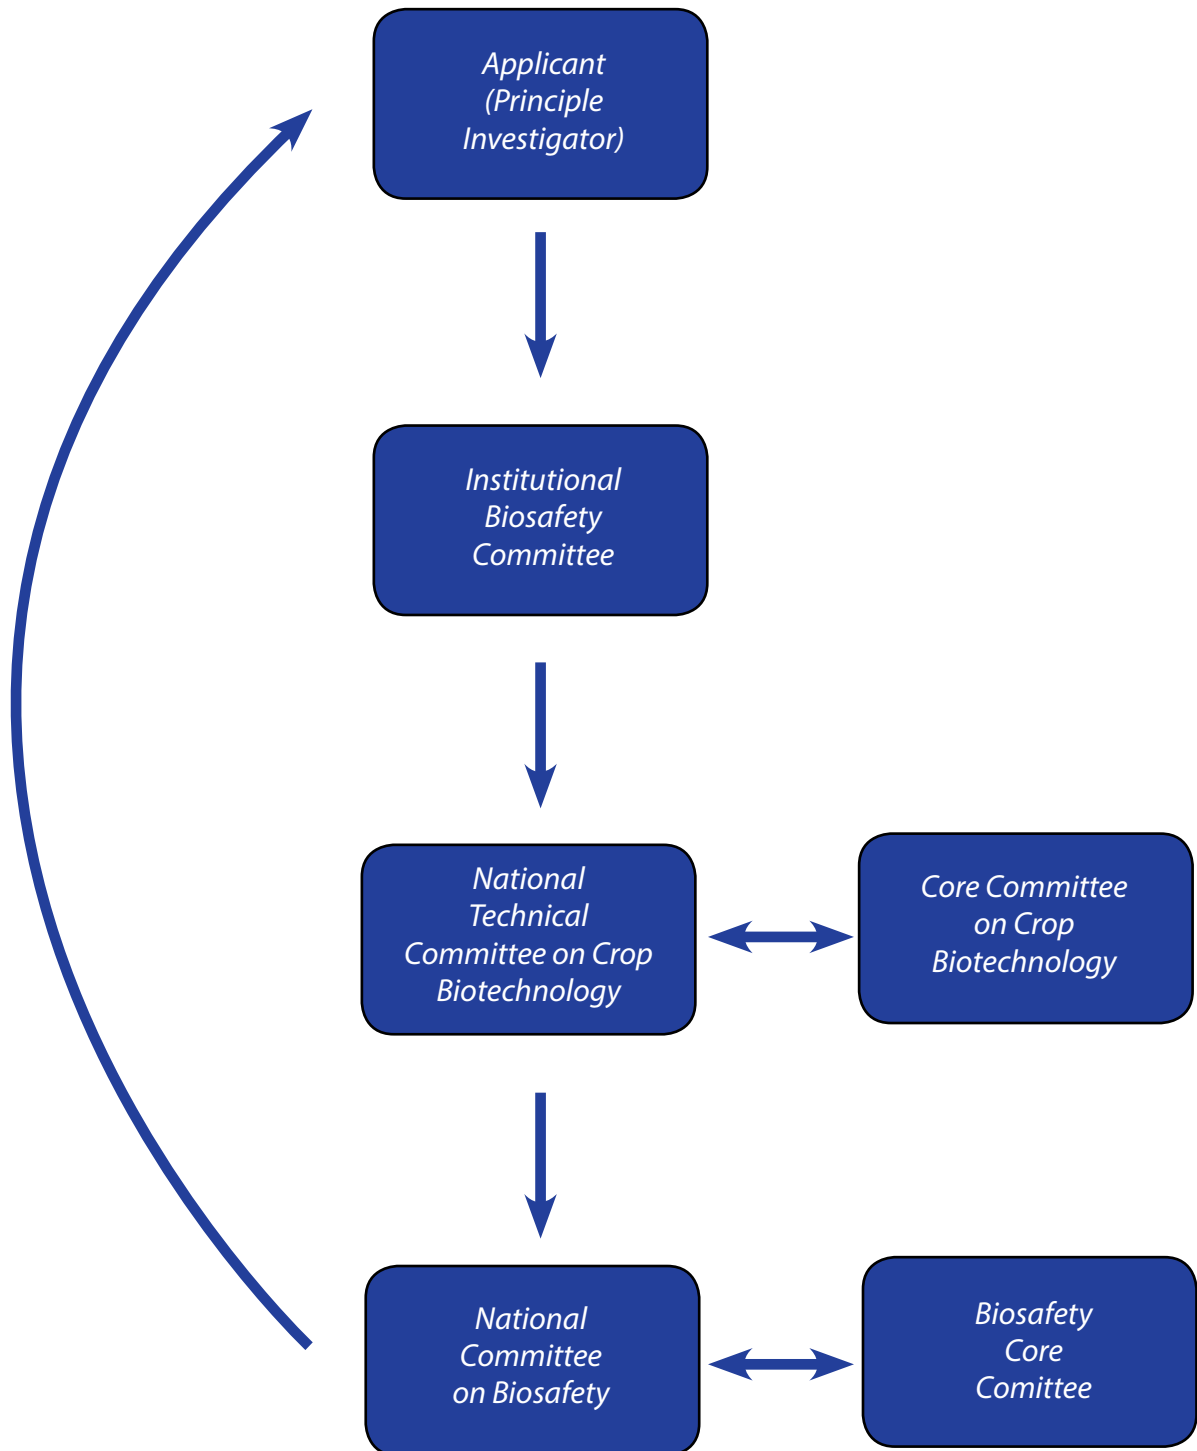 Applicant
(Principle
Investigator)
Institutional
Biosafety
Committee
National
Technical
Committee on Crop
Biotechnology
Core Committee
on Crop
Biotechnology
National
Committee
on Biosafety
Biosafety
Core
Comittee